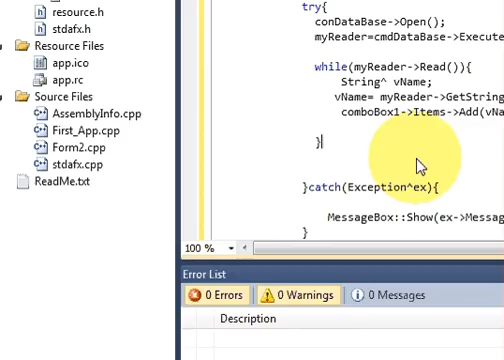 resource.h
stdafx.h
Resource Files
app.ico
app.rc
Source Files
AssemblyInfo.cpp
First_App.cpp
Form2.cpp
stdafx.cpp
ReadMe.txt
try{
conDataBase->Open();
myReader=cmdDataBase->Execute
while(myReader->Read()){
String^ vName;
vName= myReader->GetString
comboBox1->Items->Add(vNa
}
}catch(Exception^ex){
MessageBox::Show(ex->Messag
}
100 %
Error List
0 Errors
0 Warnings
0 Messages
Description